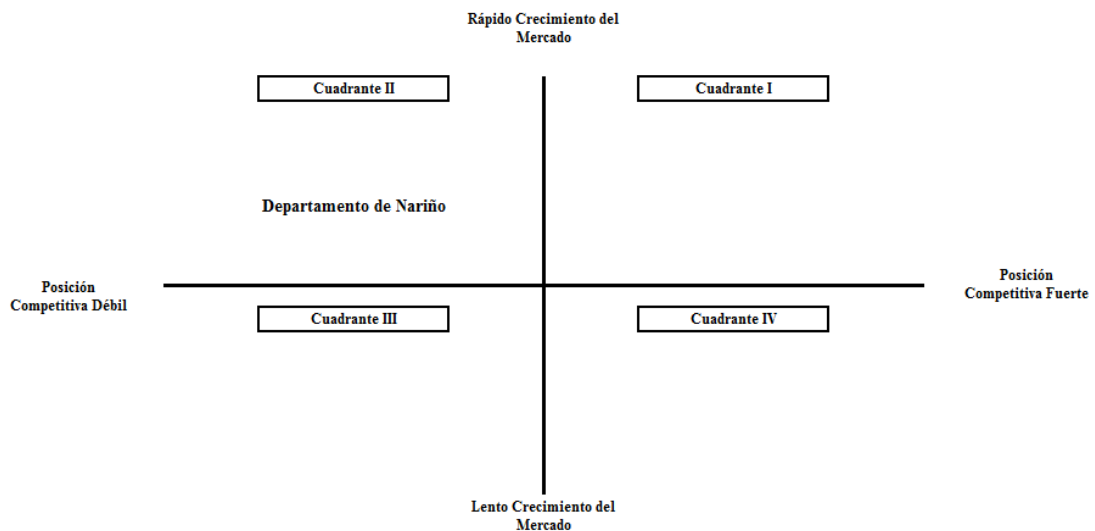 Rápido Crecimiento del
Mercado
Cuadrante II
Cuadrante I
Departamento de Nariño
Posición
Competitiva Débil
Posición
Competitiva Fuerte
Cuadrante III
Cuadrante IV
Lento Crecimiento del
Mercado